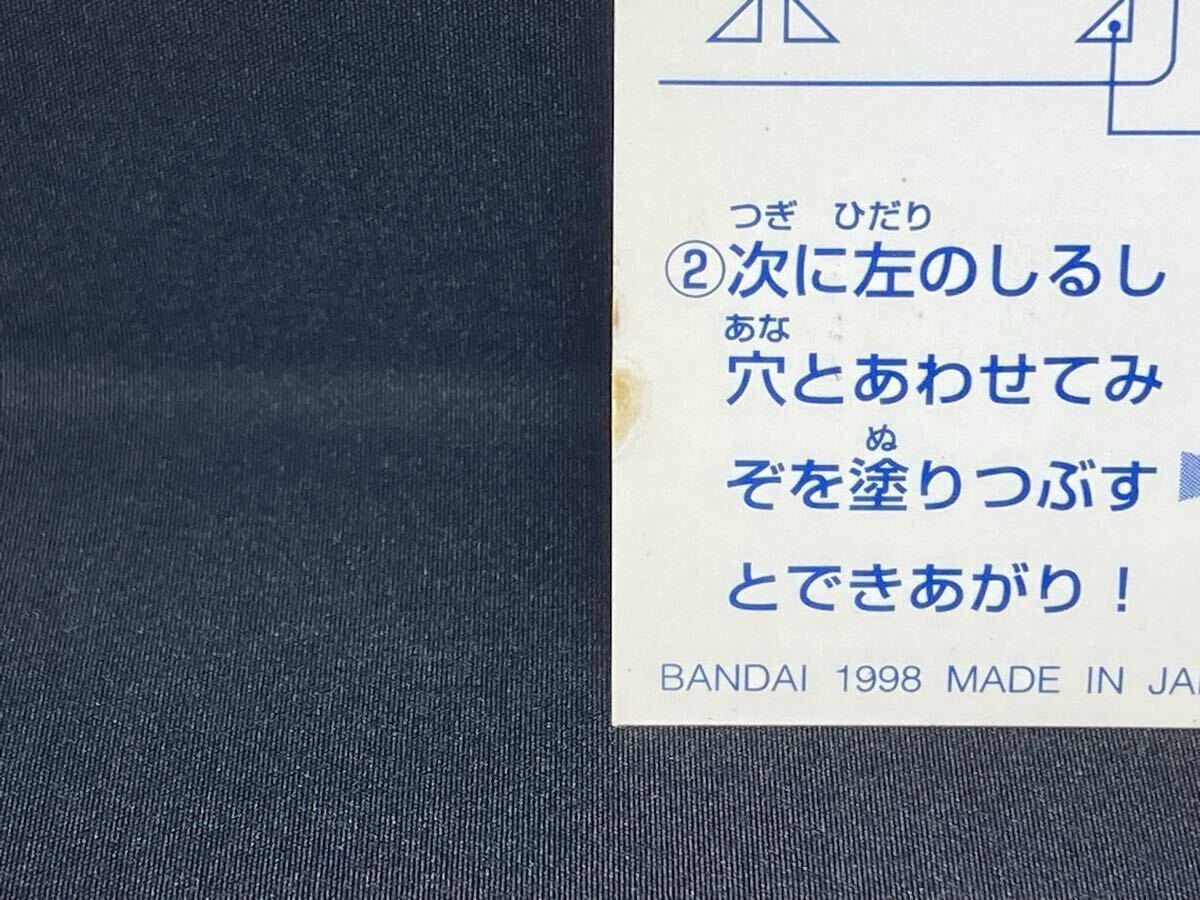 つぎ ひだり
②次に左のしるし
あな
穴とあわせてみ
ぬ
ぞを塗りつぶす
とできあがり！
BANDAI 1998 MADE IN